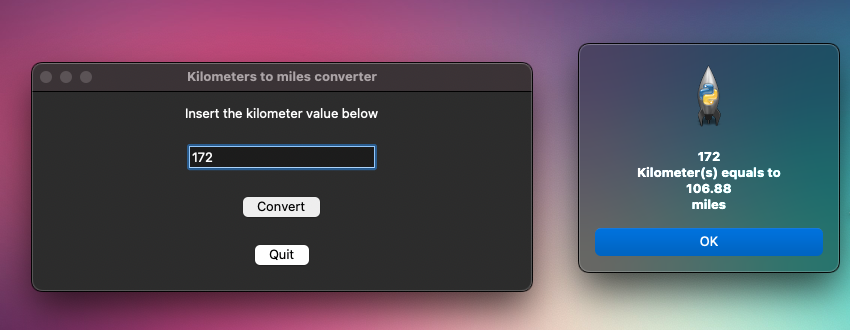 Kilometers to miles converter
Insert the kilometer value below
172
Convert
Quit
172
Kilometer(s) equals to
106.88
miles
OK